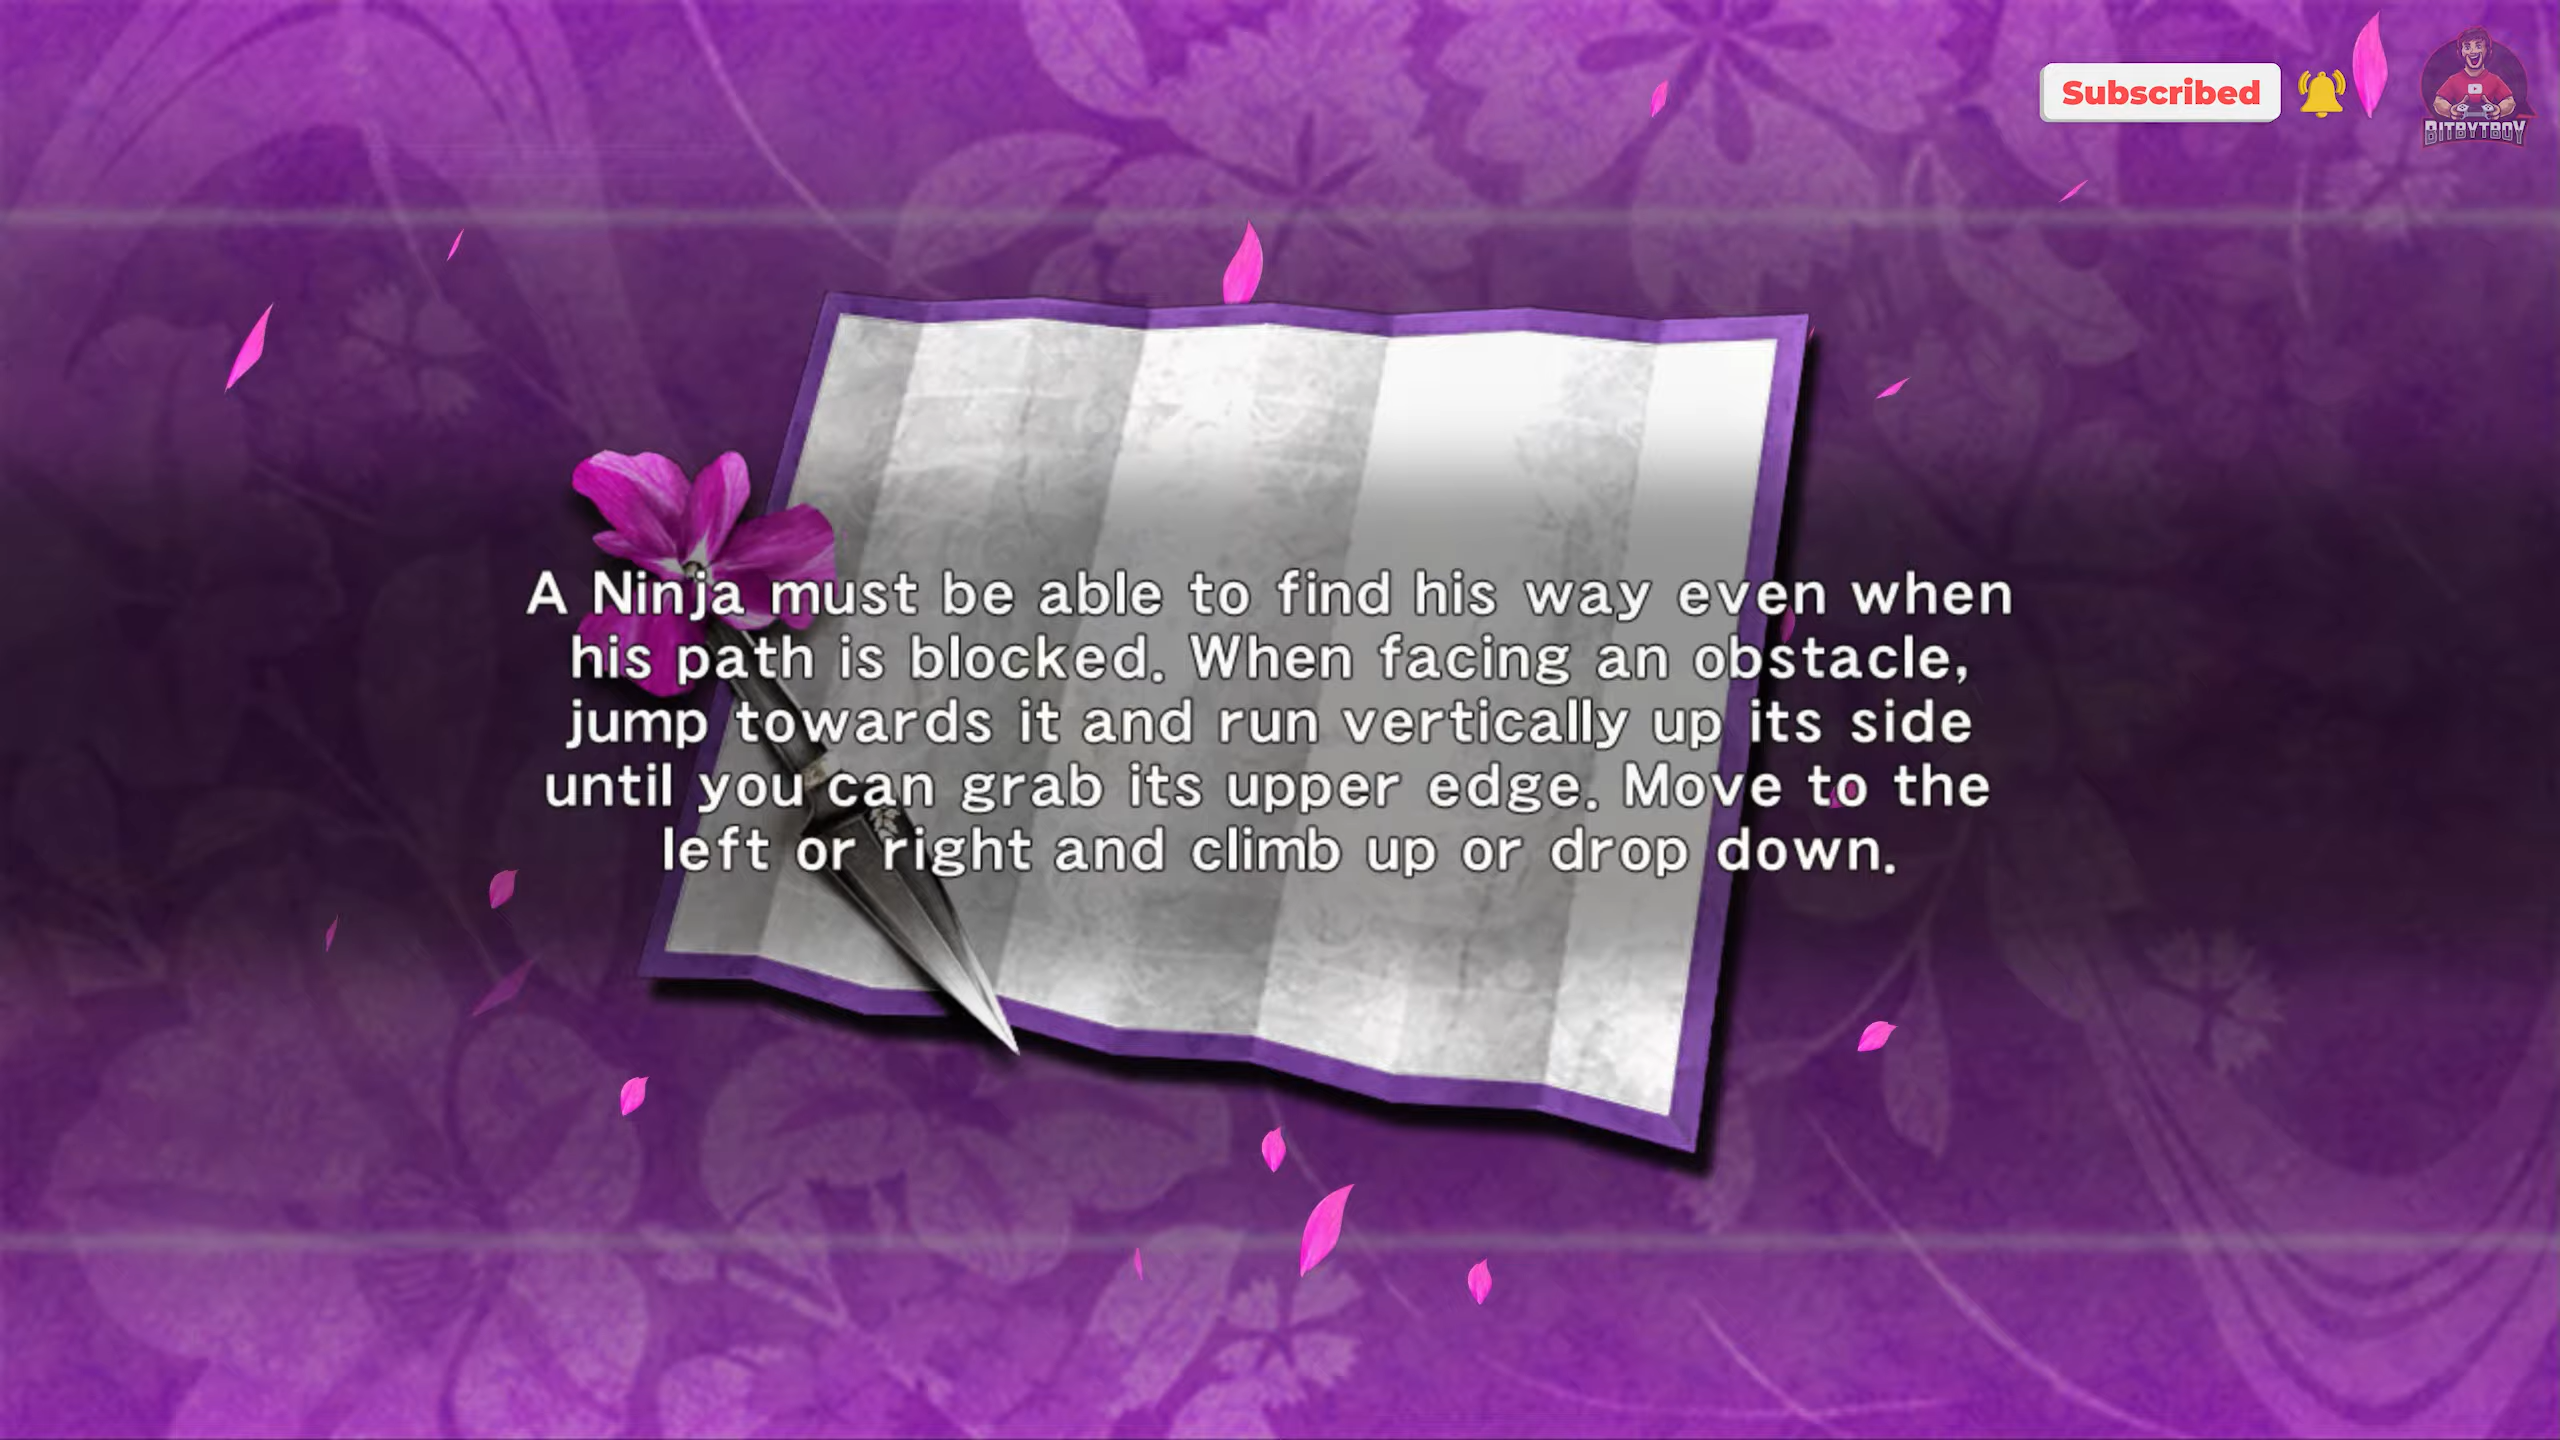 Subscribed
BITBYTBOY
A Ninja must be able to find his way even when
his path is blocked. When facing an obstacle,
jump towards it and run vertically up its side
until you can grab its upper edge. Move to the
left or right and climb up or drop down.